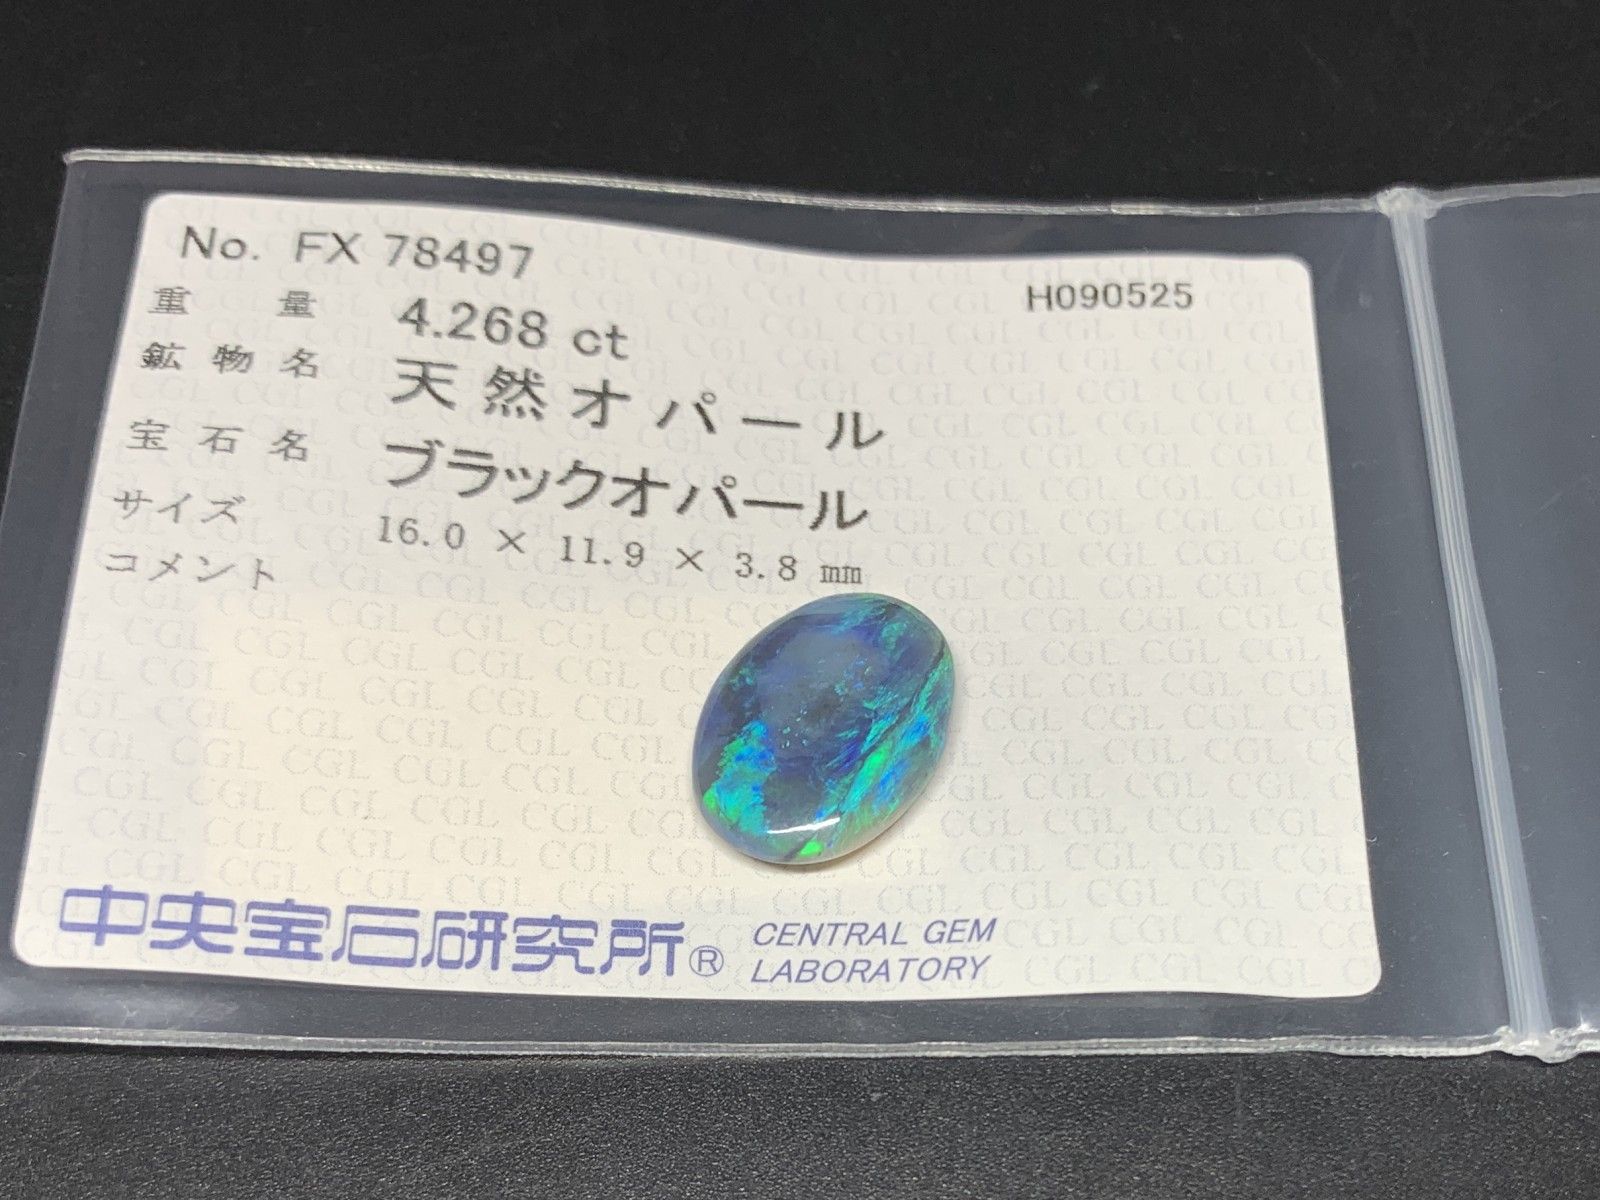 No. FX 78497
H090525
重量 4.268 ct
鉱物名 天然オパール
宝石名 ブラックオパール
サイズ 16.0 × 11.9 × 3.8 mm
コメント
中央宝石研究所® CENTRAL GEM
LABORATORY